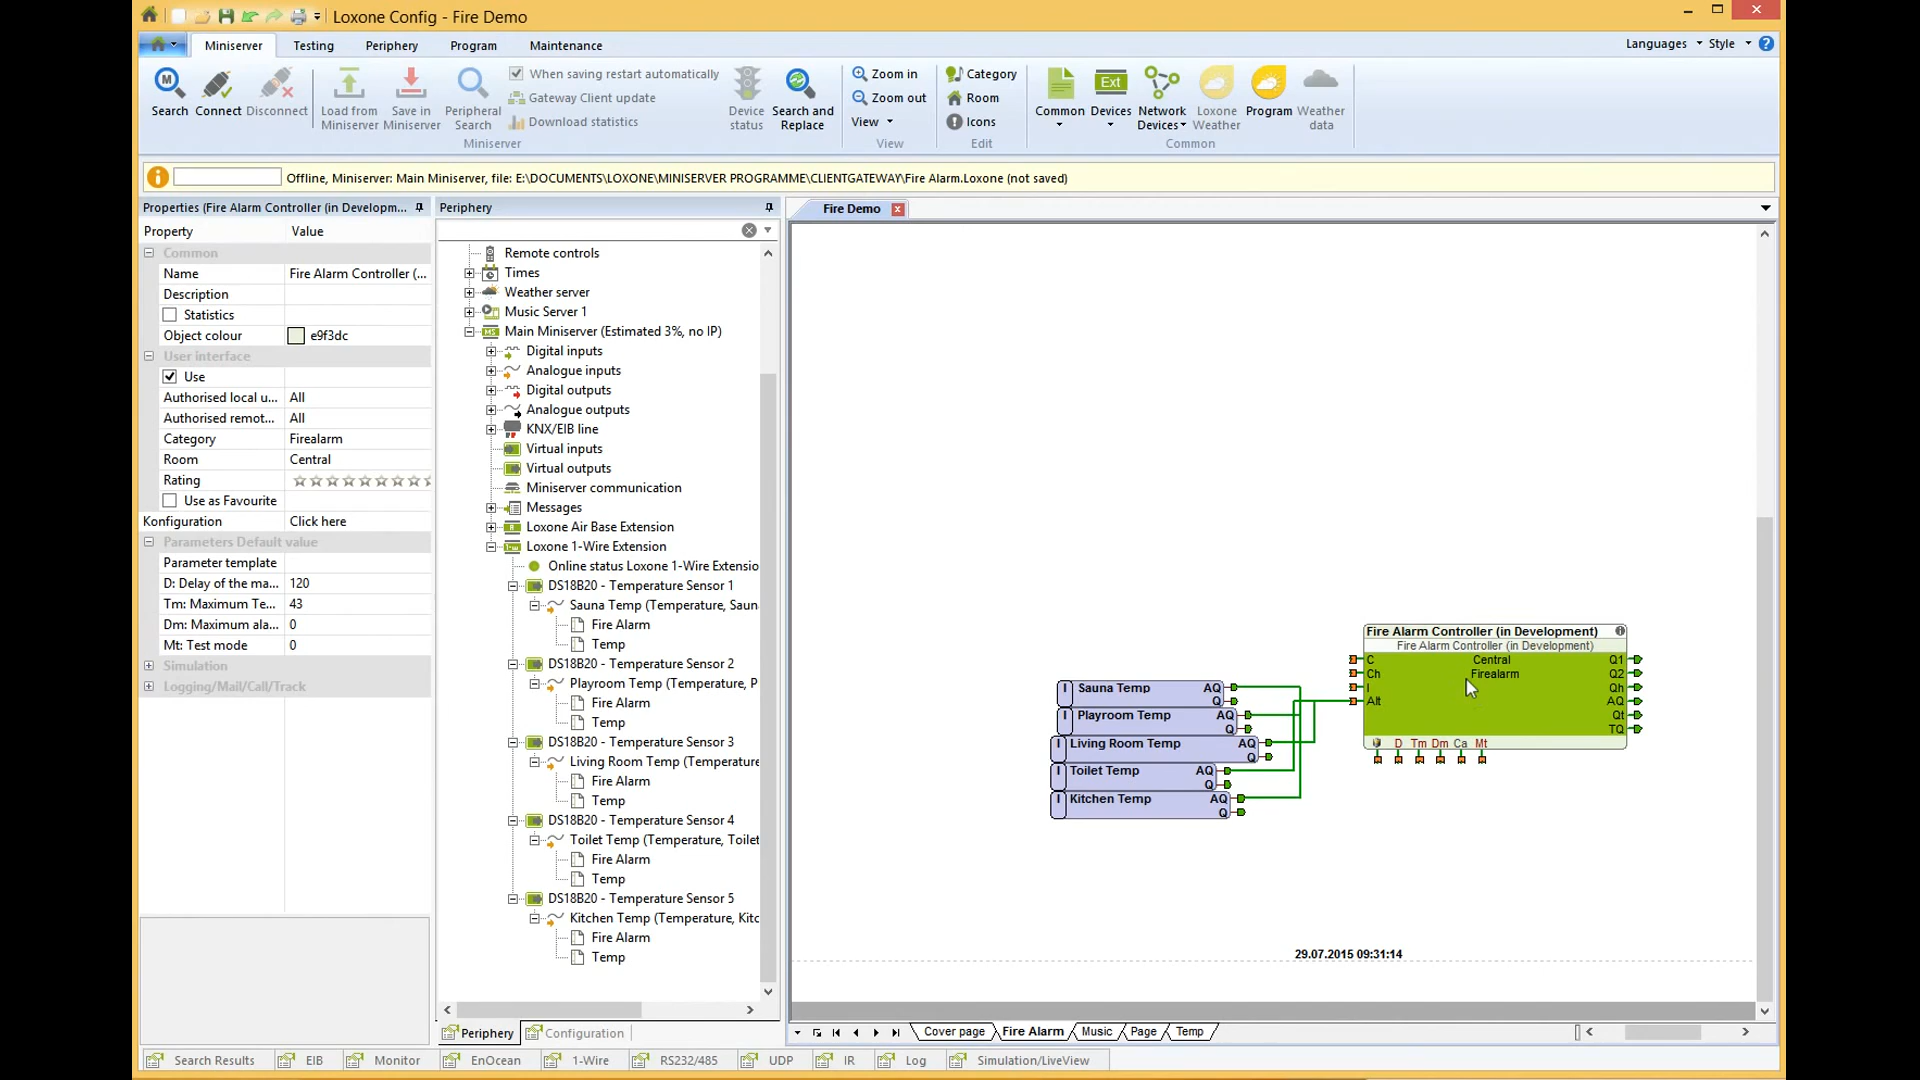 Loxone Config - Fire Demo
Miniserver
Testing
Periphery
Program
Maintenance
Languages
Style
Search
Connect
Disconnect
Load from Miniserver
Save in Miniserver
Peripheral Search
When saving restart automatically
Gateway Client update
Download statistics
Device status
Search and Replace
Zoom in
Zoom out
View
Category
Room
Icons
Common
Ext
Devices
Network Devices
Loxone Weather
Program
Weather data
Miniserver
View
Edit
Common
Offline, Miniserver: Main Miniserver, file: E:\DOCUMENTS\LOXONE\MINISERVER PROGRAMME\CLIENTGATEWAY\Fire Alarm.Loxone (not saved)
Properties (Fire Alarm Controller (in Developm...
Property Value
Common
Name Fire Alarm Controller (...
Description
Statistics
Object colour e9f3dc
User interface
Use
Authorised local u... All
Authorised remot... All
Category Firealarm
Room Central
Rating
Use as Favourite
Konfiguration Click here
Parameters Default value
Parameter template
D: Delay of the ma... 120
Tm: Maximum Te... 43
Dm: Maximum ala... 0
Mt: Test mode 0
Simulation
Logging/Mail/Call/Track
Periphery
Remote controls
Times
Weather server
Music Server 1
Main Miniserver (Estimated 3%, no IP)
Digital inputs
Analogue inputs
Digital outputs
Analogue outputs
KNX/EIB line
Virtual inputs
Virtual outputs
Miniserver communication
Messages
Loxone Air Base Extension
Loxone 1-Wire Extension
Online status Loxone 1-Wire Extensio
DS18B20 - Temperature Sensor 1
Sauna Temp (Temperature, Saun
Fire Alarm
Temp
DS18B20 - Temperature Sensor 2
Playroom Temp (Temperature, P
Fire Alarm
Temp
DS18B20 - Temperature Sensor 3
Living Room Temp (Temperature
Fire Alarm
Temp
DS18B20 - Temperature Sensor 4
Toilet Temp (Temperature, Toilet
Fire Alarm
Temp
DS18B20 - Temperature Sensor 5
Kitchen Temp (Temperature, Kitc
Fire Alarm
Temp
Periphery
Configuration
Fire Demo
I Sauna Temp AQ
Q
I Playroom Temp AQ
Q
I Living Room Temp AQ
Q
I Toilet Temp AQ
Q
I Kitchen Temp AQ
Q
Fire Alarm Controller (in Development)
Fire Alarm Controller (in Development)
C Central Q1
Ch Firealarm Q2
I Qh
Alt AQ
Qt
TQ
D Tm Dm Ca Mt
29.07.2015 09:31:14
Cover page
Fire Alarm
Music
Page
Temp
Search Results
EIB
Monitor
EnOcean
1-Wire
RS232/485
UDP
IR
Log
Simulation/LiveView